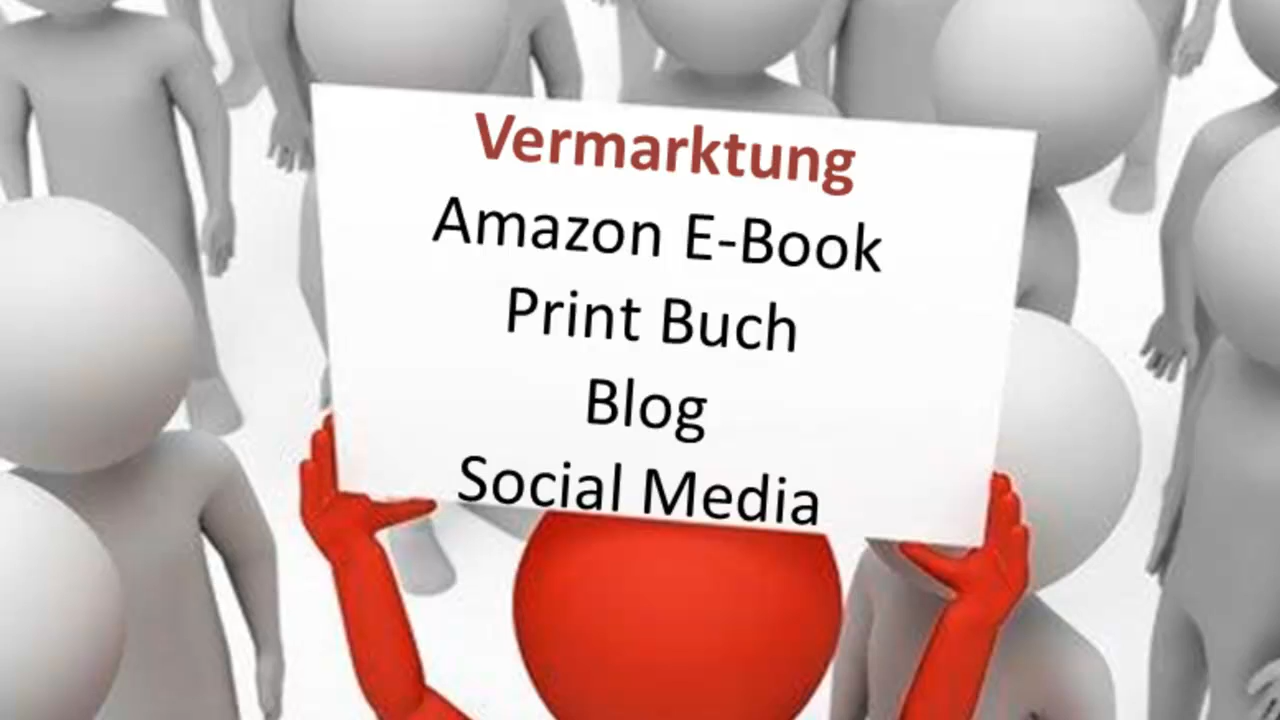 Vermarktung
Amazon E-Book
Print Buch
Blog
Social Media